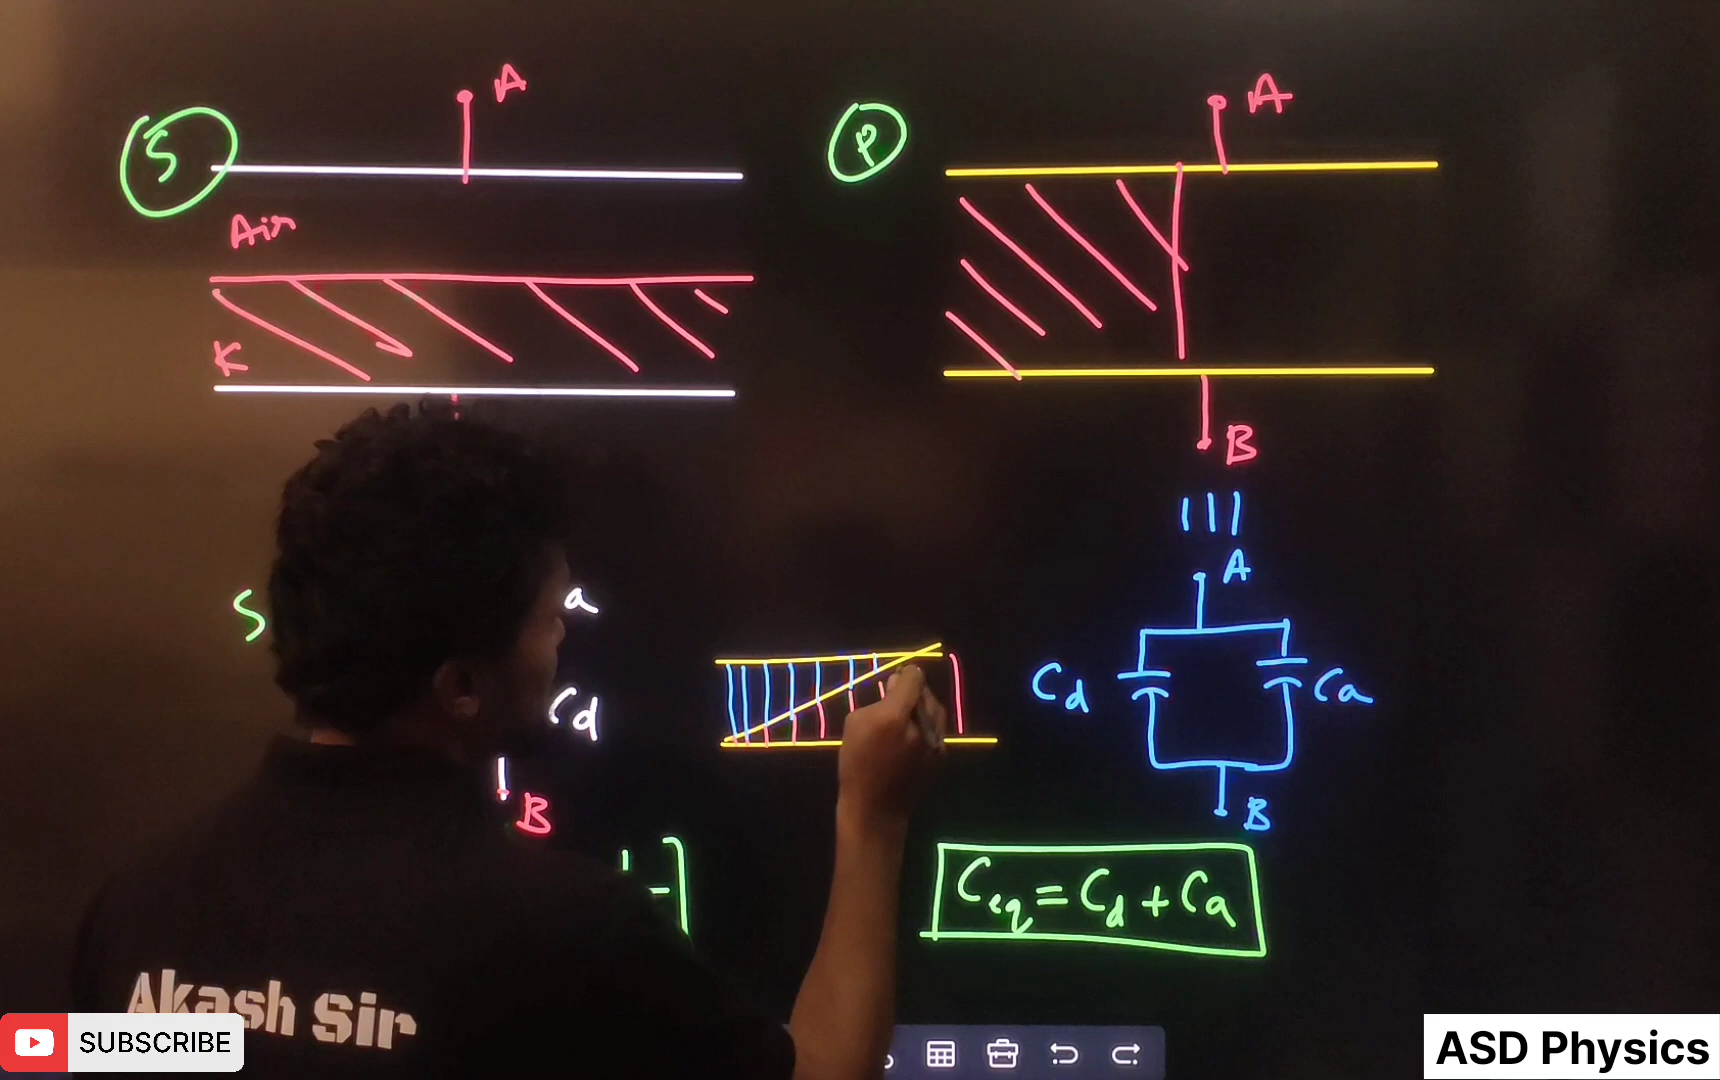 S
A
Air
K
P
A
B
A
Cd
Ca
B
S
a
Cd
B
Ceq = Cd + Ca
Akash Sir
SUBSCRIBE
ASD Physics